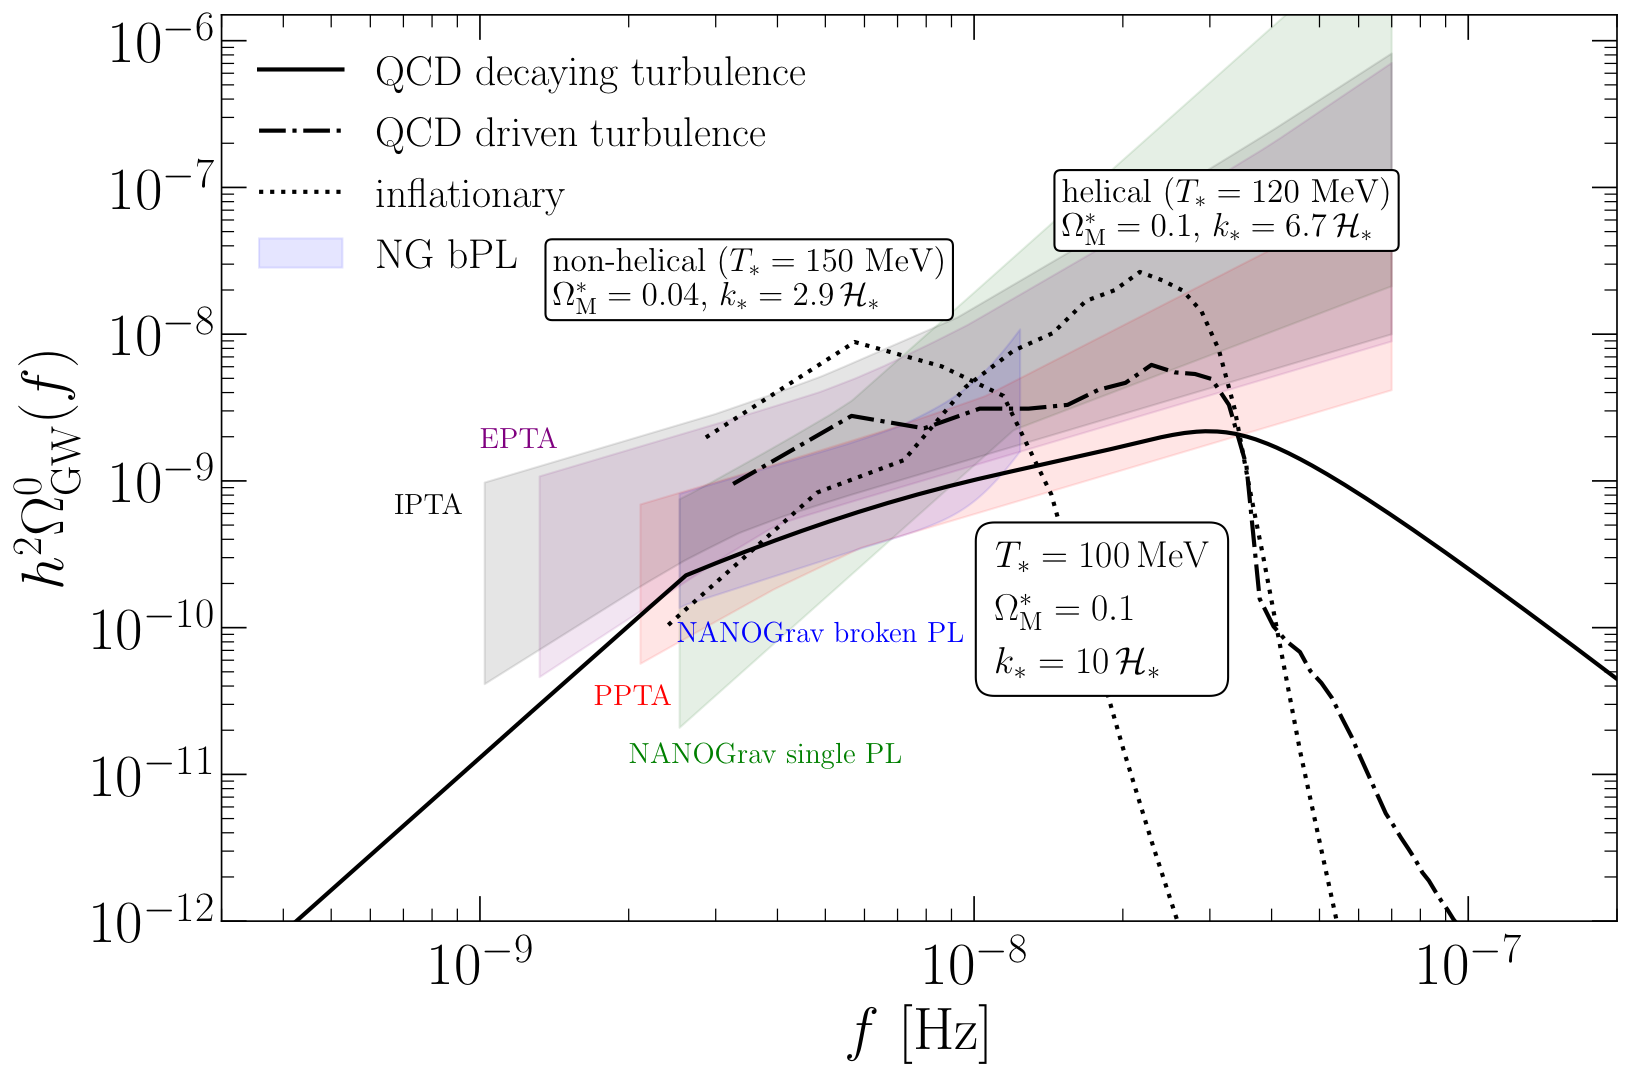 QCD decaying turbulence
QCD driven turbulence
inflationary
NG bPL
non-helical (T_* = 150 MeV)
Ω_M^* = 0.04, k_* = 2.9 ℋ_*
helical (T_* = 120 MeV)
Ω_M^* = 0.1, k_* = 6.7 ℋ_*
EPTA
IPTA
T_* = 100 MeV
Ω_M^* = 0.1
k_* = 10 ℋ_*
NANOGrav broken PL
PPTA
NANOGrav single PL
10^{-6}
10^{-7}
10^{-8}
10^{-9}
10^{-10}
10^{-11}
10^{-12}
h^2Ω_{GW}^0(f)
10^{-9}
10^{-8}
10^{-7}
f [Hz]